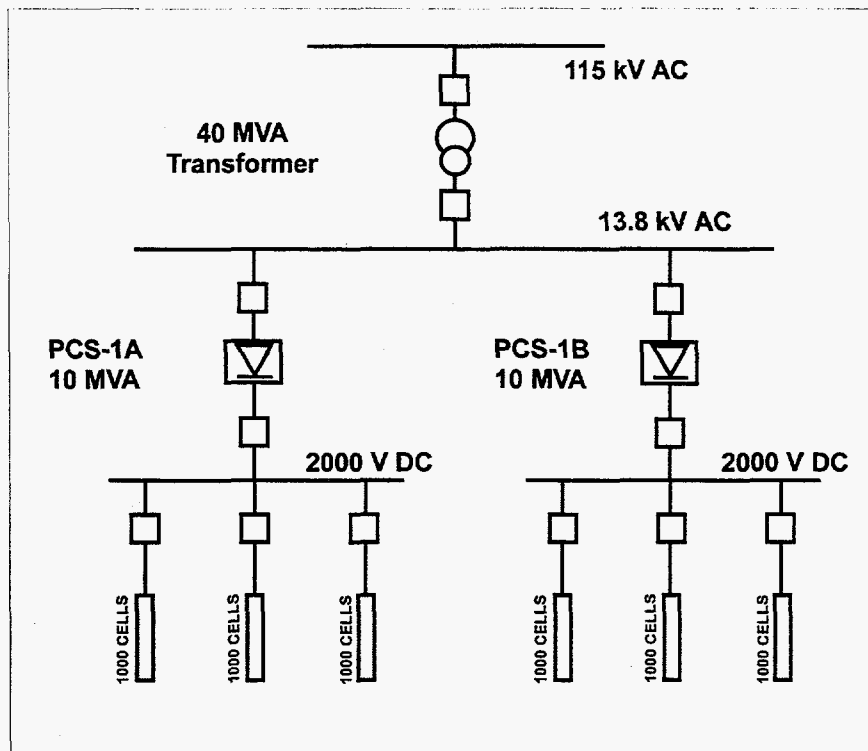 115 kV AC
40 MVA
Transformer
13.8 kV AC
PCS-1A
10 MVA
PCS-1B
10 MVA
2000 V DC
2000 V DC
1000 CELLS
1000 CELLS
1000 CELLS
1000 CELLS
1000 CELLS
1000 CELLS